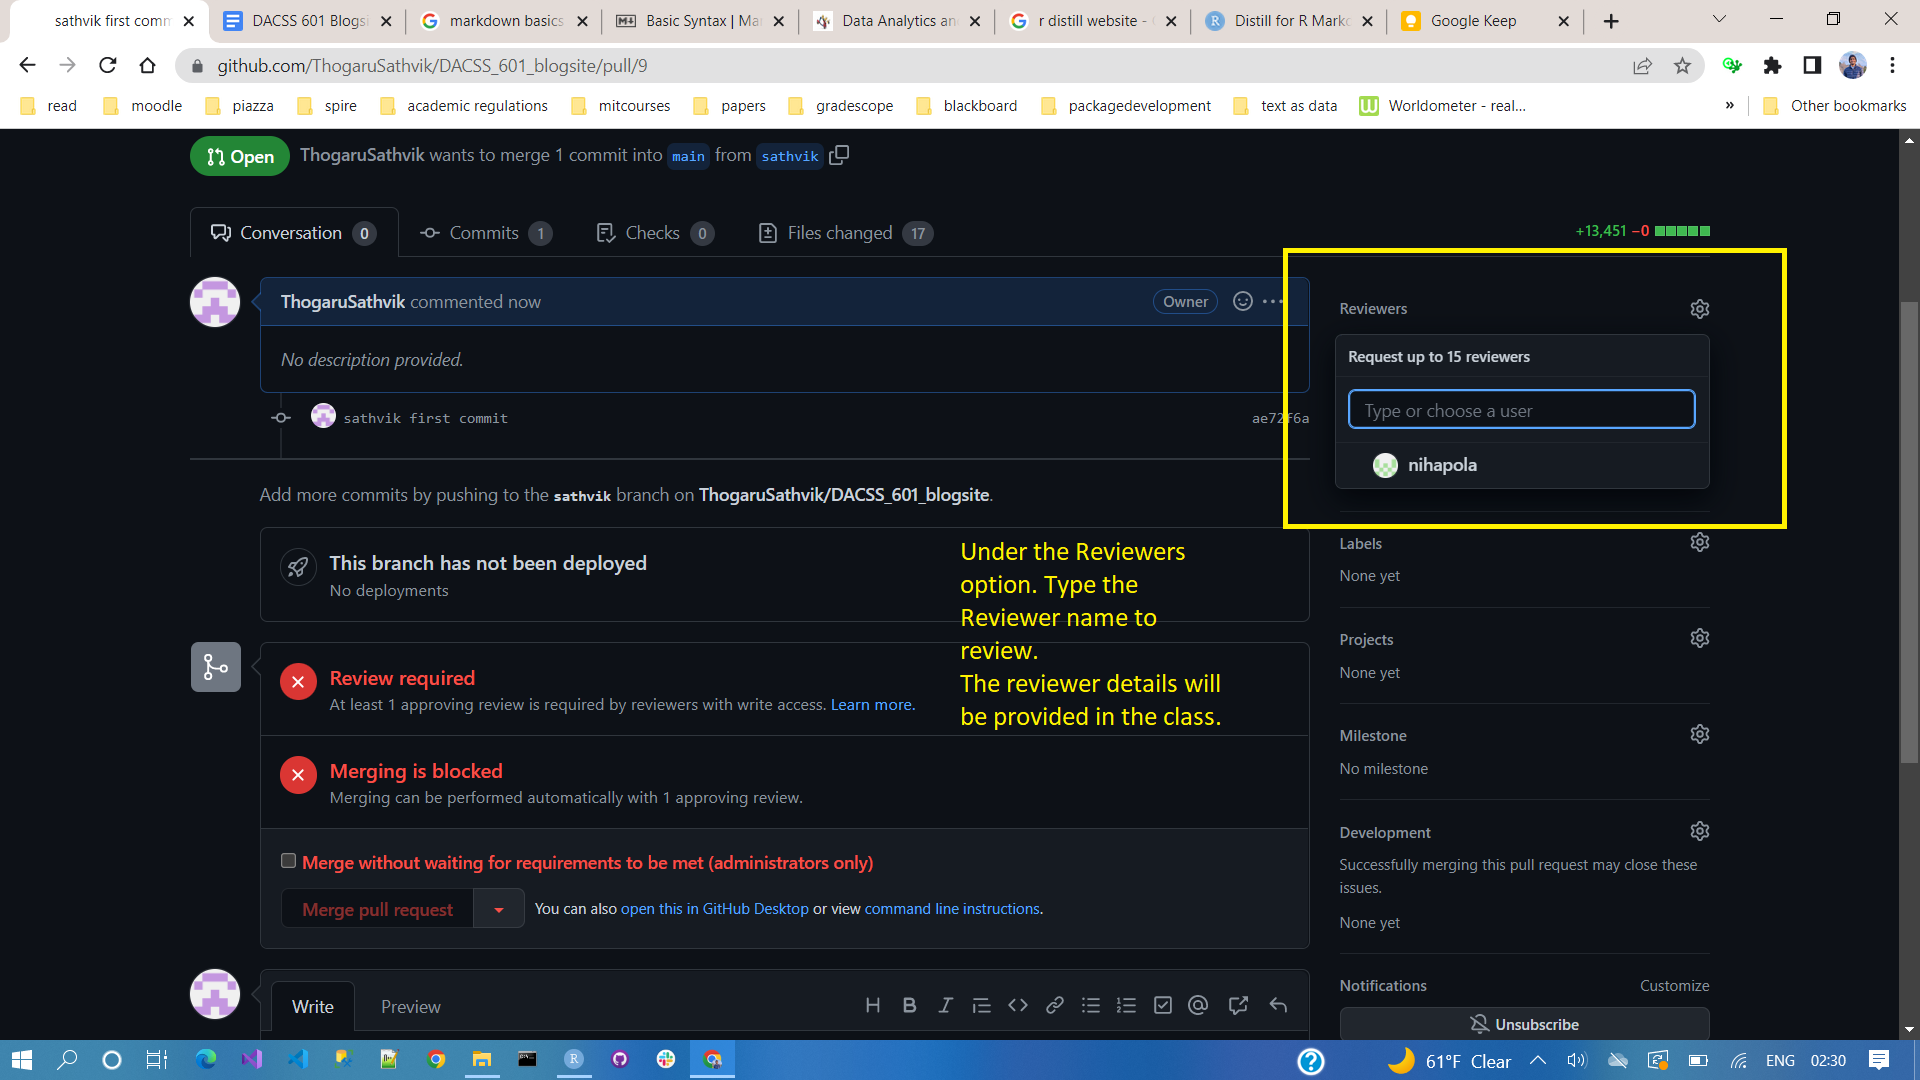 sathvik first comm
DACSS 601 Blogsi
markdown basics
Basic Syntax | Ma
Data Analytics an
r distill website -
Distill for R Markd
Google Keep
github.com/ThogaruSathvik/DACSS_601_blogsite/pull/9
read
moodle
piazza
spire
academic regulations
mitcourses
papers
gradescope
blackboard
packagedevelopment
text as data
Worldometer - real...
»
Other bookmarks
Open
ThogaruSathvik wants to merge 1 commit into main from sathvik
Conversation 0
Commits 1
Checks 0
Files changed 17
+13,451 −0
ThogaruSathvik commented now
Owner
No description provided.
sathvik first commit
ae72f6a
Reviewers
Request up to 15 reviewers
Type or choose a user
nihapola
Add more commits by pushing to the sathvik branch on ThogaruSathvik/DACSS_601_blogsite.
This branch has not been deployed
No deployments
Under the Reviewers
option. Type the
Reviewer name to
review.
The reviewer details will
be provided in the class.
Review required
At least 1 approving review is required by reviewers with write access. Learn more.
Merging is blocked
Merging can be performed automatically with 1 approving review.
Merge without waiting for requirements to be met (administrators only)
Merge pull request
You can also open this in GitHub Desktop or view command line instructions.
Labels
None yet
Projects
None yet
Milestone
No milestone
Development
Successfully merging this pull request may close these
issues.
None yet
Notifications
Customize
Unsubscribe
Write
Preview
61°F Clear
ENG
02:30